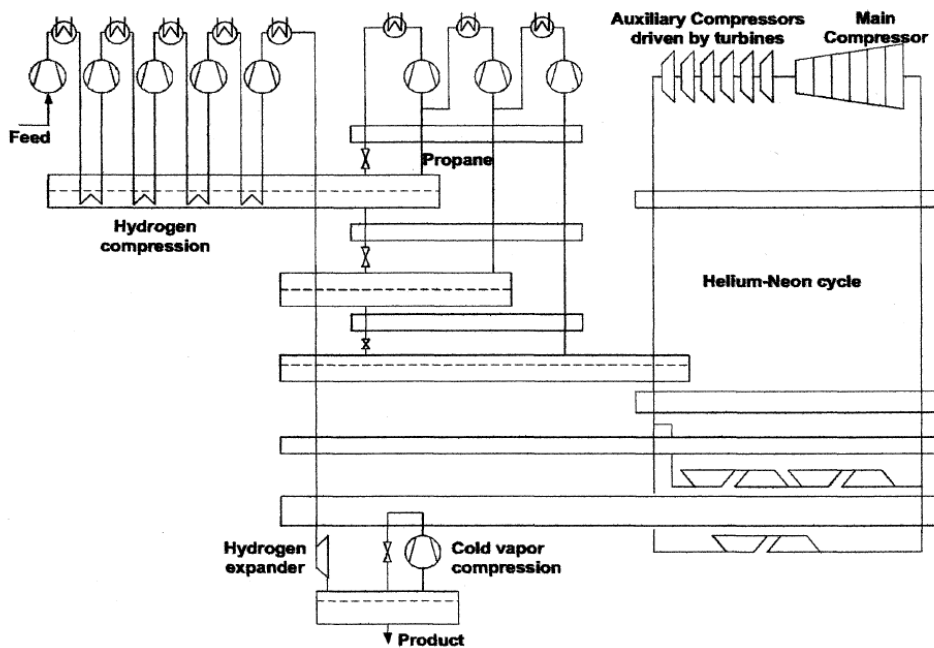 Auxiliary Compressors
driven by turbines
Main
Compressor
Feed
Propane
Hydrogen
compression
Helium-Neon cycle
Hydrogen
expander
Cold vapor
compression
Product